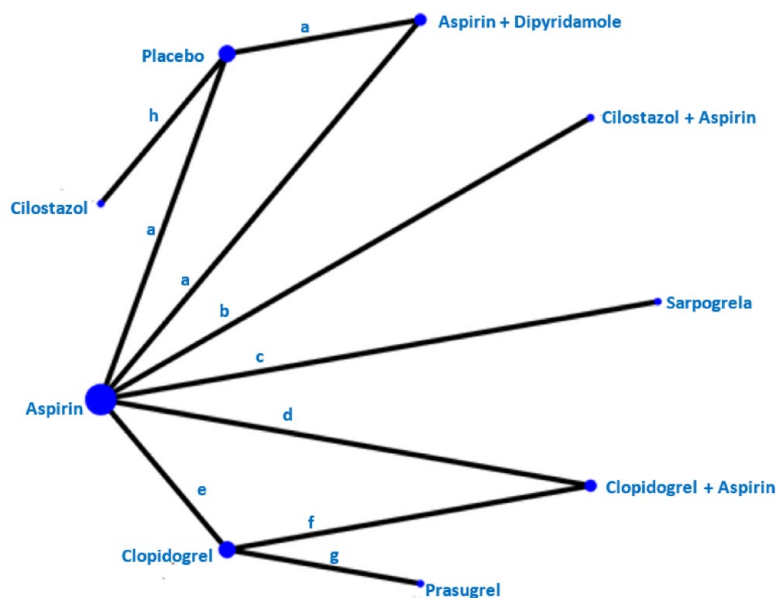 a
Aspirin + Dipyridamole
Placebo
h
Cilostazol + Aspirin
Cilostazol
a
a
b
Sarpogrela
c
Aspirin
d
e
Clopidogrel + Aspirin
f
Clopidogrel
g
Prasugrel